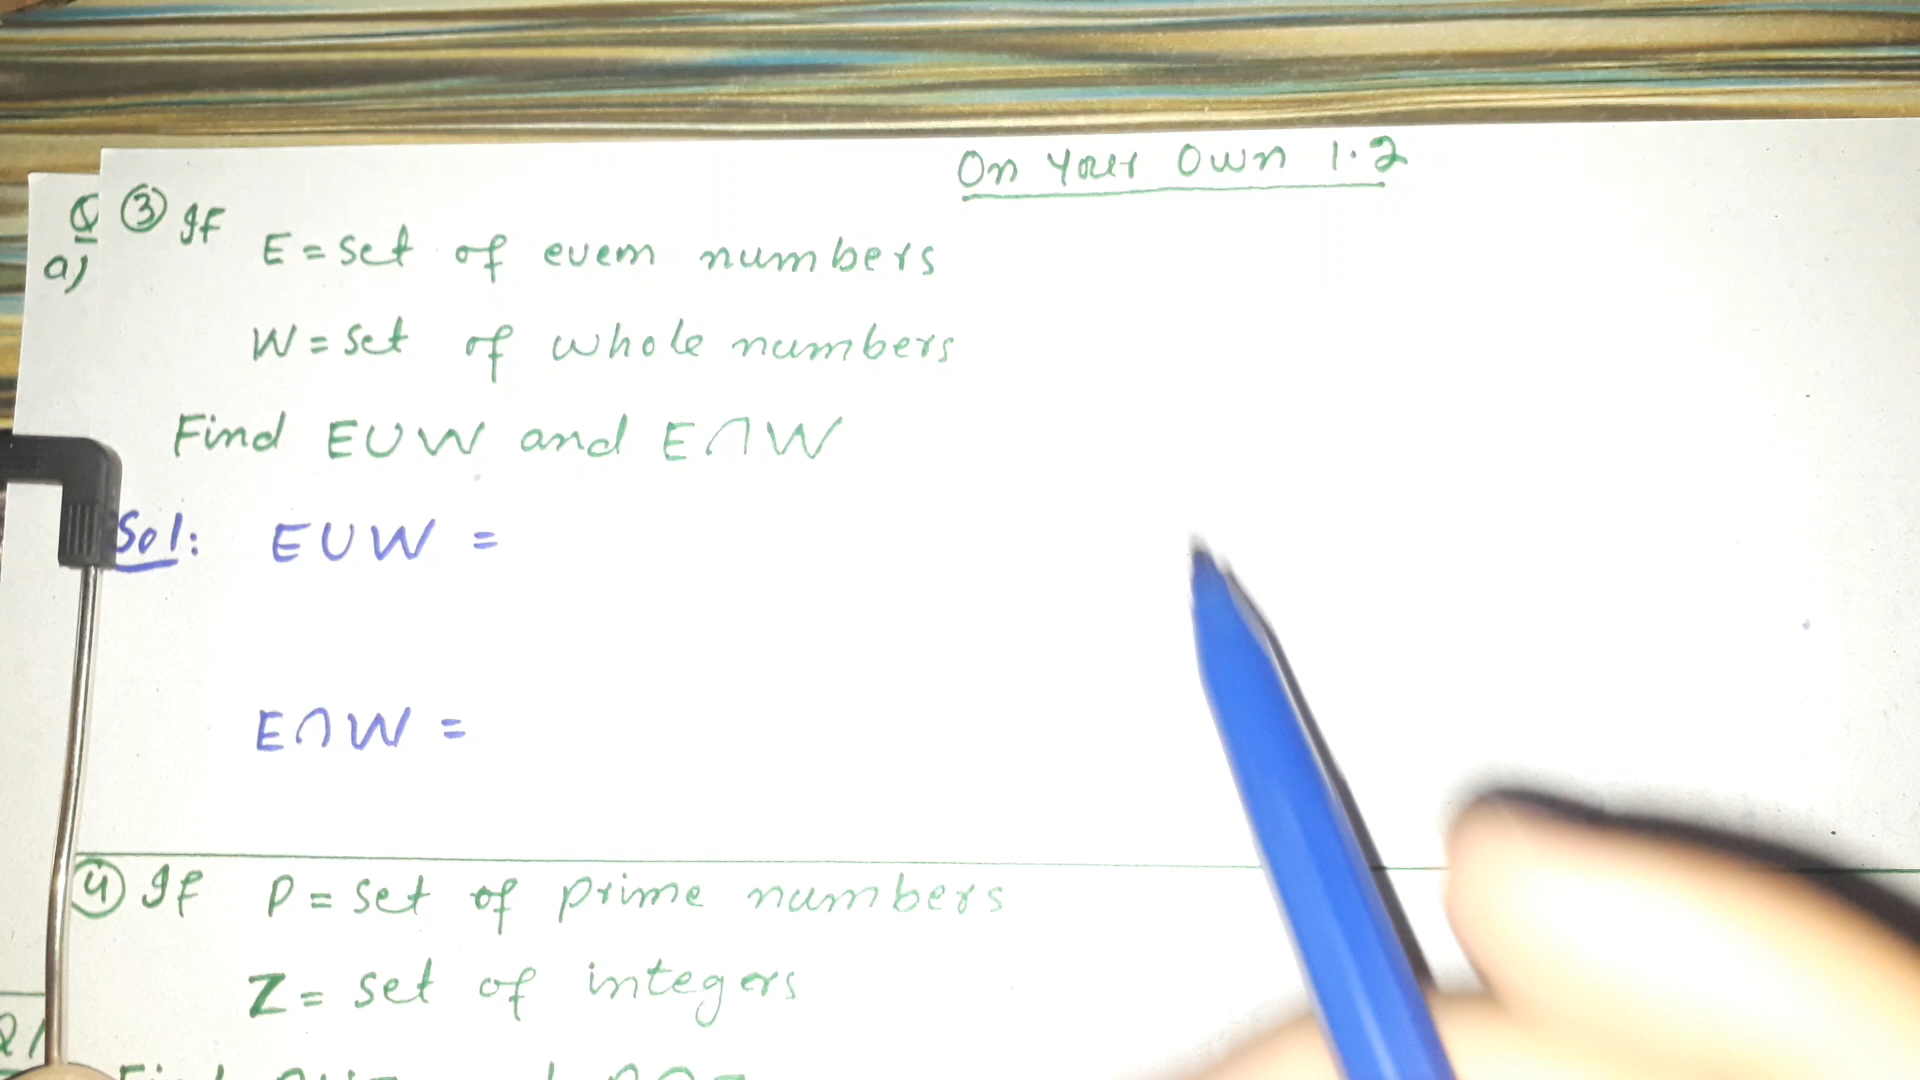 On Your Own 1.2
Q ③ If
a) E = set of even numbers
W = set of whole numbers
Find E∪W and E∩W
Sol: E∪W =
E∩W =
④ If P = set of prime numbers
Z = set of integers